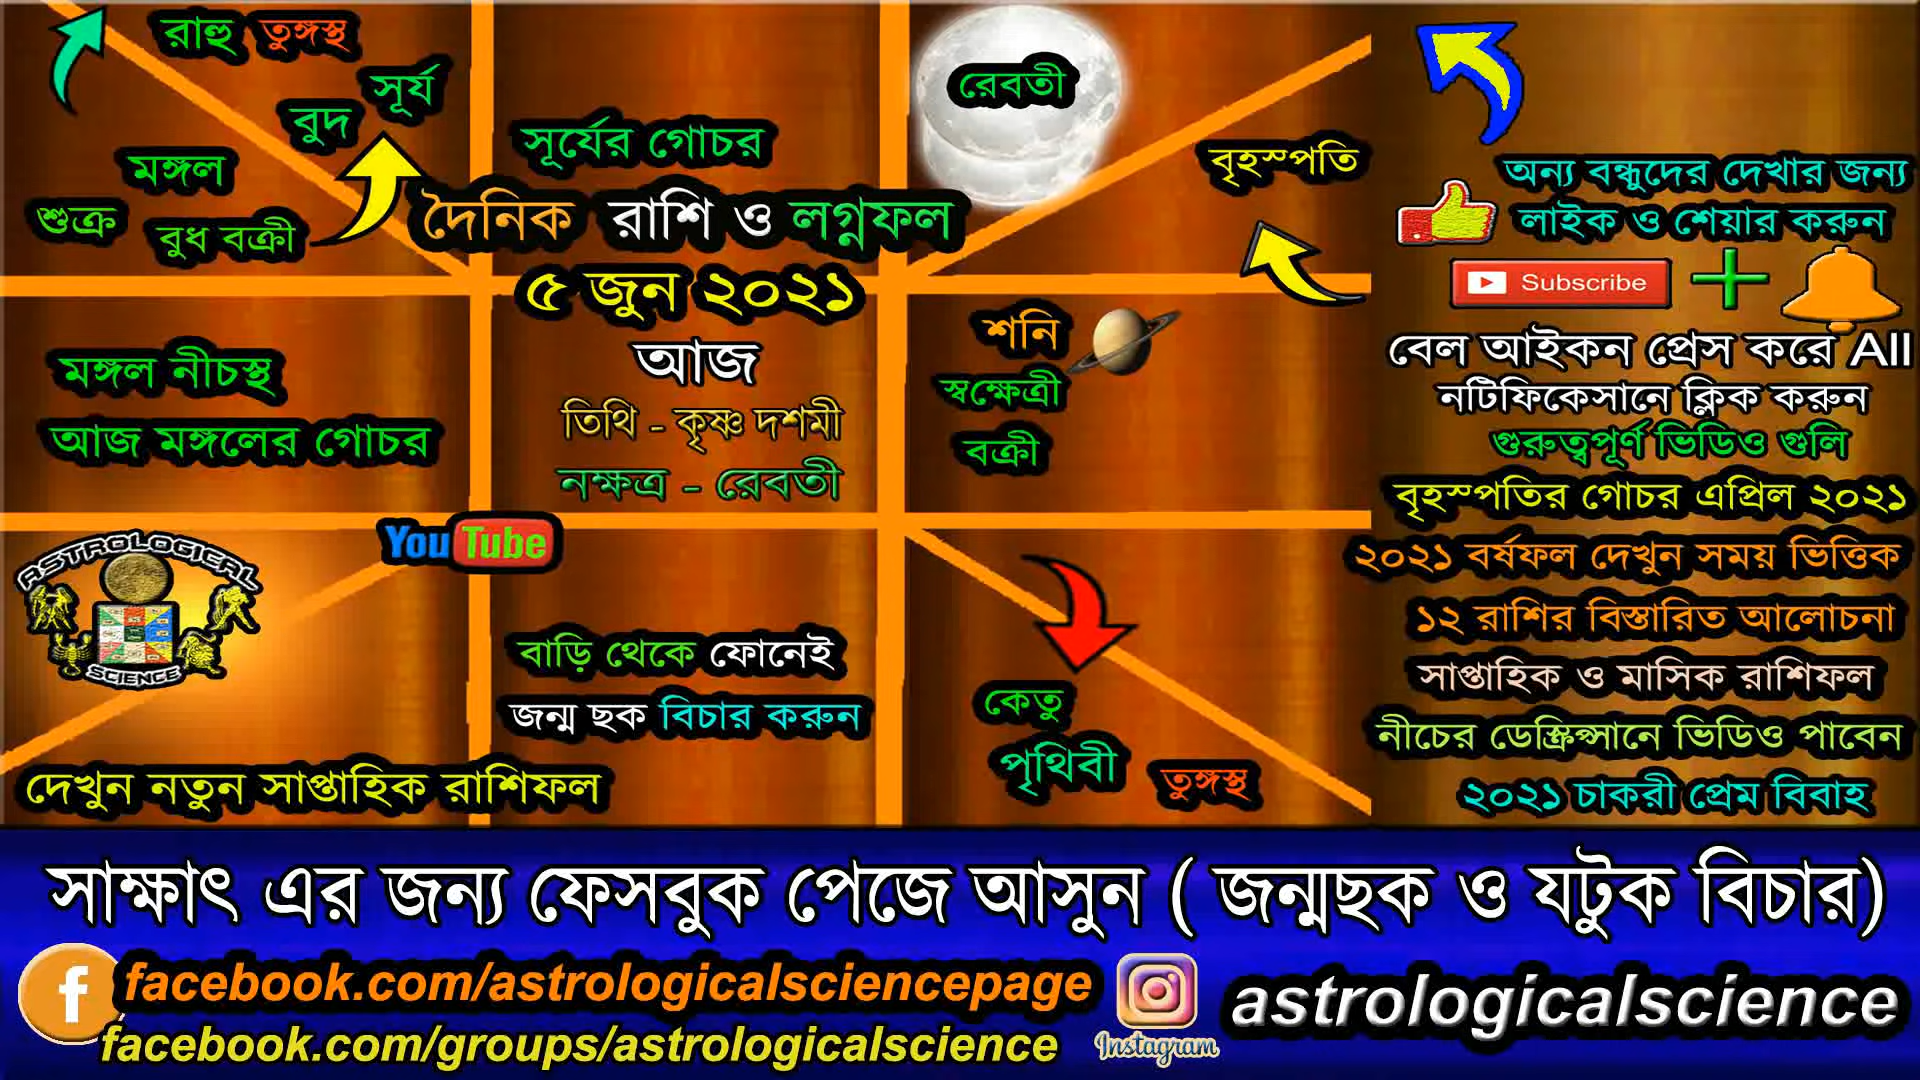 রাহু তুঙ্গস্থ
সূর্য
বুদ
মঙ্গল
শুক্র
বুধ বক্রী
সূর্যের গোচর
রেবতী
বৃহস্পতি
দৈনিক রাশি ও লগ্নফল
৫ জুন ২০২১
আজ
তিথি - কৃষ্ণ দশমী
নক্ষত্র - রেবতী
মঙ্গল নীচস্থ
আজ মঙ্গলের গোচর
শনি
স্বক্ষেত্রী
বক্রী
ASTROLOGICAL
SCIENCE
YouTube
বাড়ি থেকে ফোনেই
জন্ম ছক বিচার করুন
দেখুন নতুন সাপ্তাহিক রাশিফল
কেতু
পৃথিবী তুঙ্গস্থ
অন্য বন্ধুদের দেখার জন্য
লাইক ও শেয়ার করুন
Subscribe
বেল আইকন প্রেস করে All
নটিফিকেসানে ক্লিক করুন
গুরুত্বপূর্ণ ভিডিও গুলি
বৃহস্পতির গোচর এপ্রিল ২০২১
২০২১ বর্ষফল দেখুন সময় ভিত্তিক
১২ রাশির বিস্তারিত আলোচনা
সাপ্তাহিক ও মাসিক রাশিফল
নীচের ডেস্ক্রিপ্সানে ভিডিও পাবেন
২০২১ চাকরী প্রেম বিবাহ
সাক্ষাৎ এর জন্য ফেসবুক পেজে আসুন ( জন্মছক ও যটুক বিচার)
facebook.com/astrologicalsciencepage
facebook.com/groups/astrologicalscience
Instagram
astrologicalscience